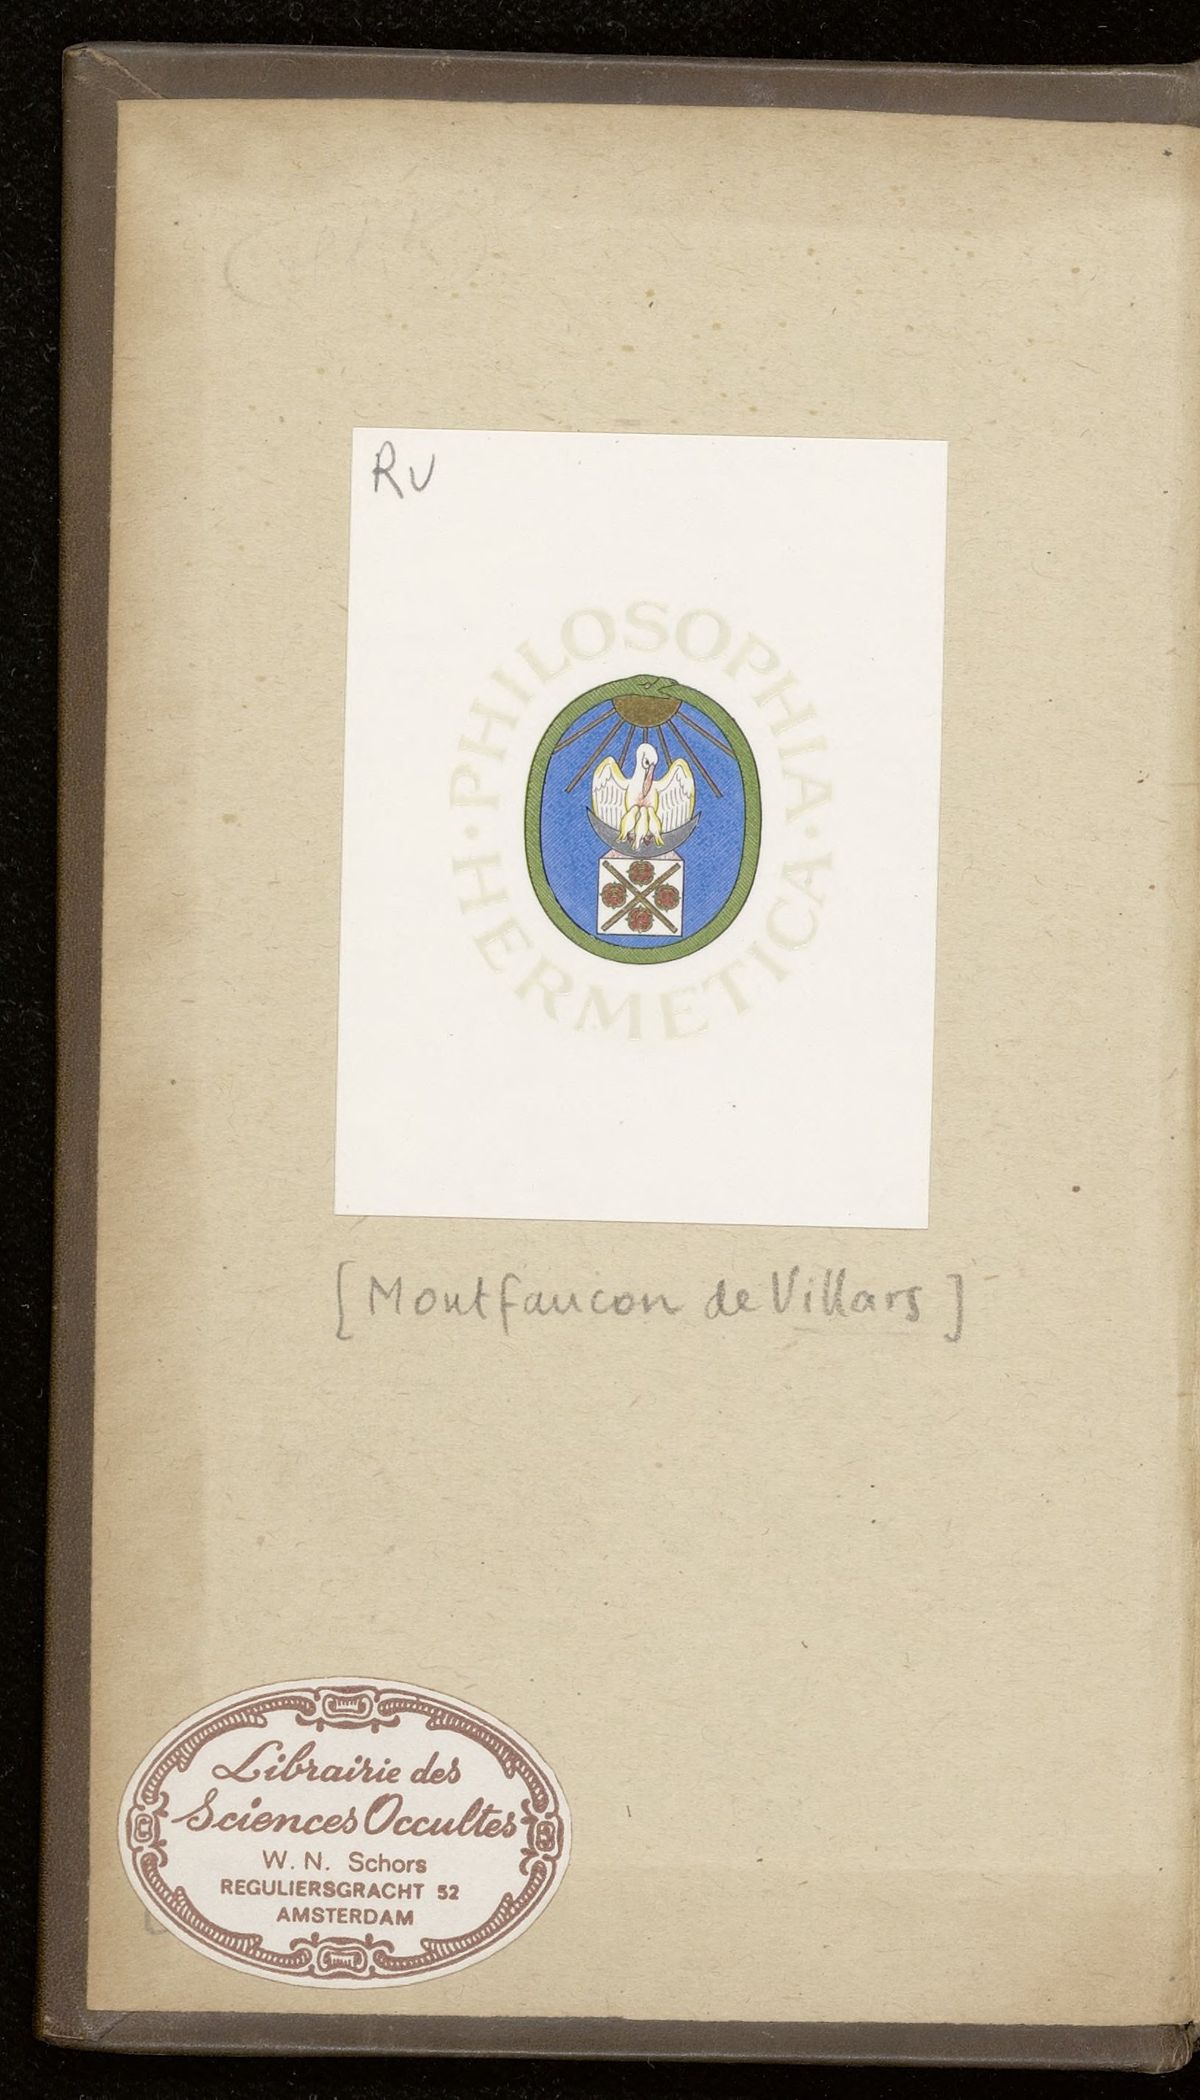 RV
PHILOSOPHIA · HERMETICA ·
[Montfaucon de Villars]
Librairie des
Sciences Occultes
W. N. Schors
REGULIERSGRACHT 52
AMSTERDAM